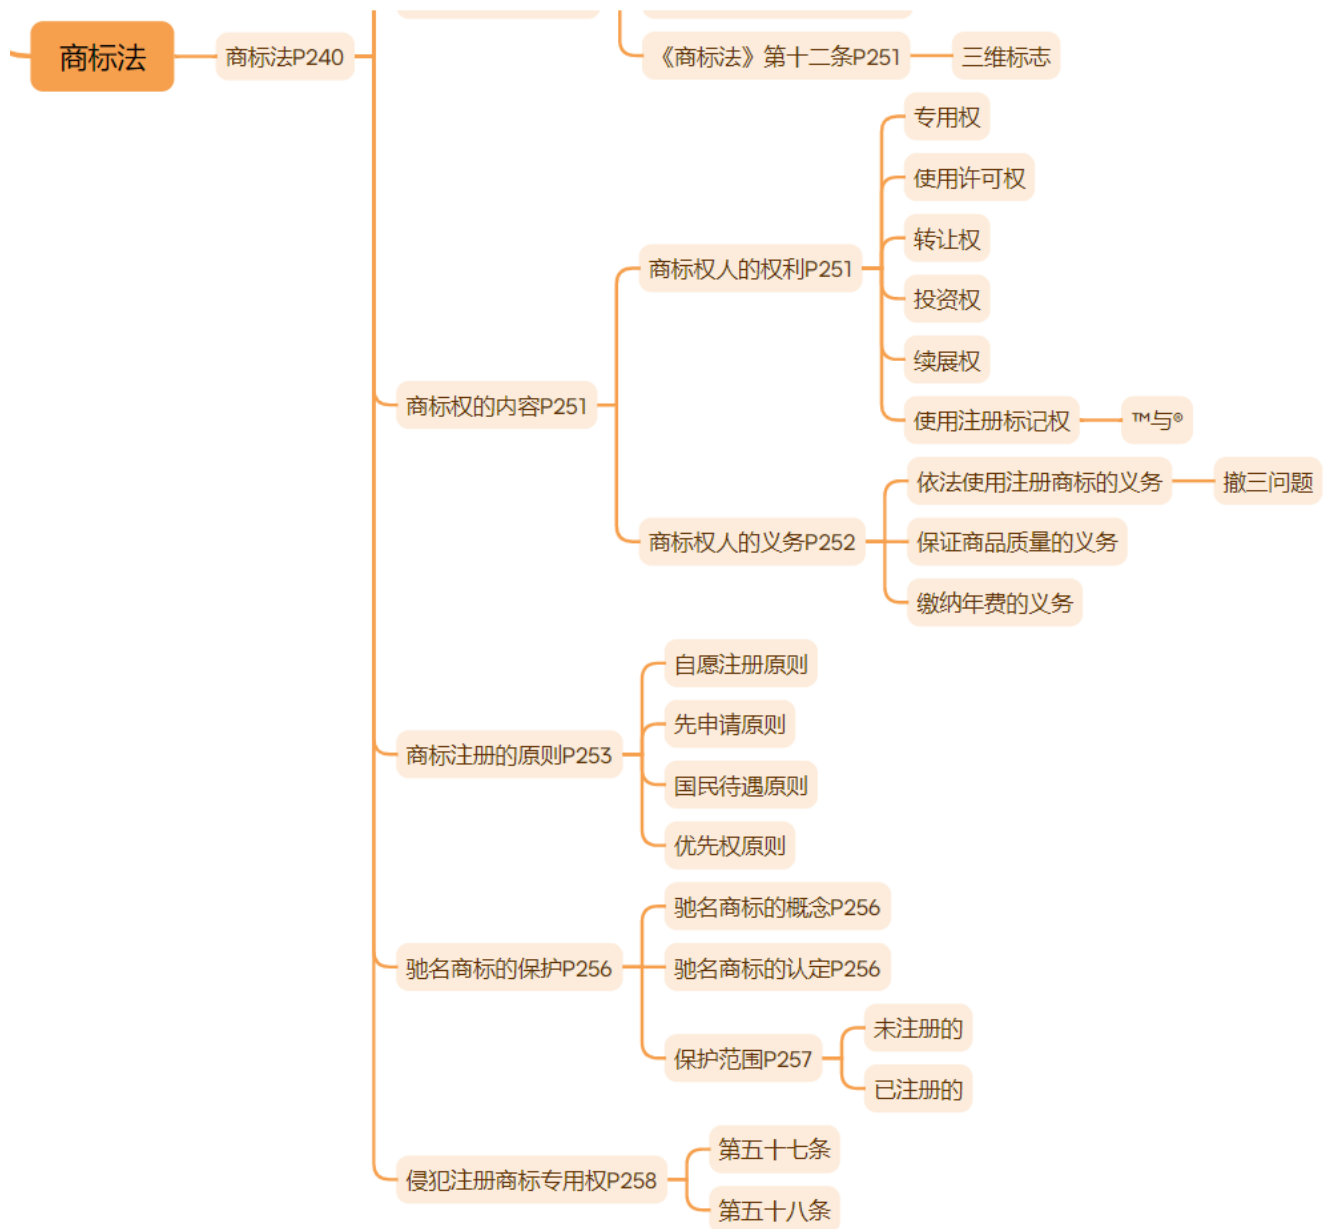 商标法
商标法P240
《商标法》第十二条P251
三维标志
商标权的内容P251
商标权人的权利P251
专用权
使用许可权
转让权
投资权
续展权
使用注册标记权
™与®
商标权人的义务P252
依法使用注册商标的义务
撤三问题
保证商品质量的义务
缴纳年费的义务
商标注册的原则P253
自愿注册原则
先申请原则
国民待遇原则
优先权原则
驰名商标的保护P256
驰名商标的概念P256
驰名商标的认定P256
保护范围P257
未注册的
已注册的
侵犯注册商标专用权P258
第五十七条
第五十八条